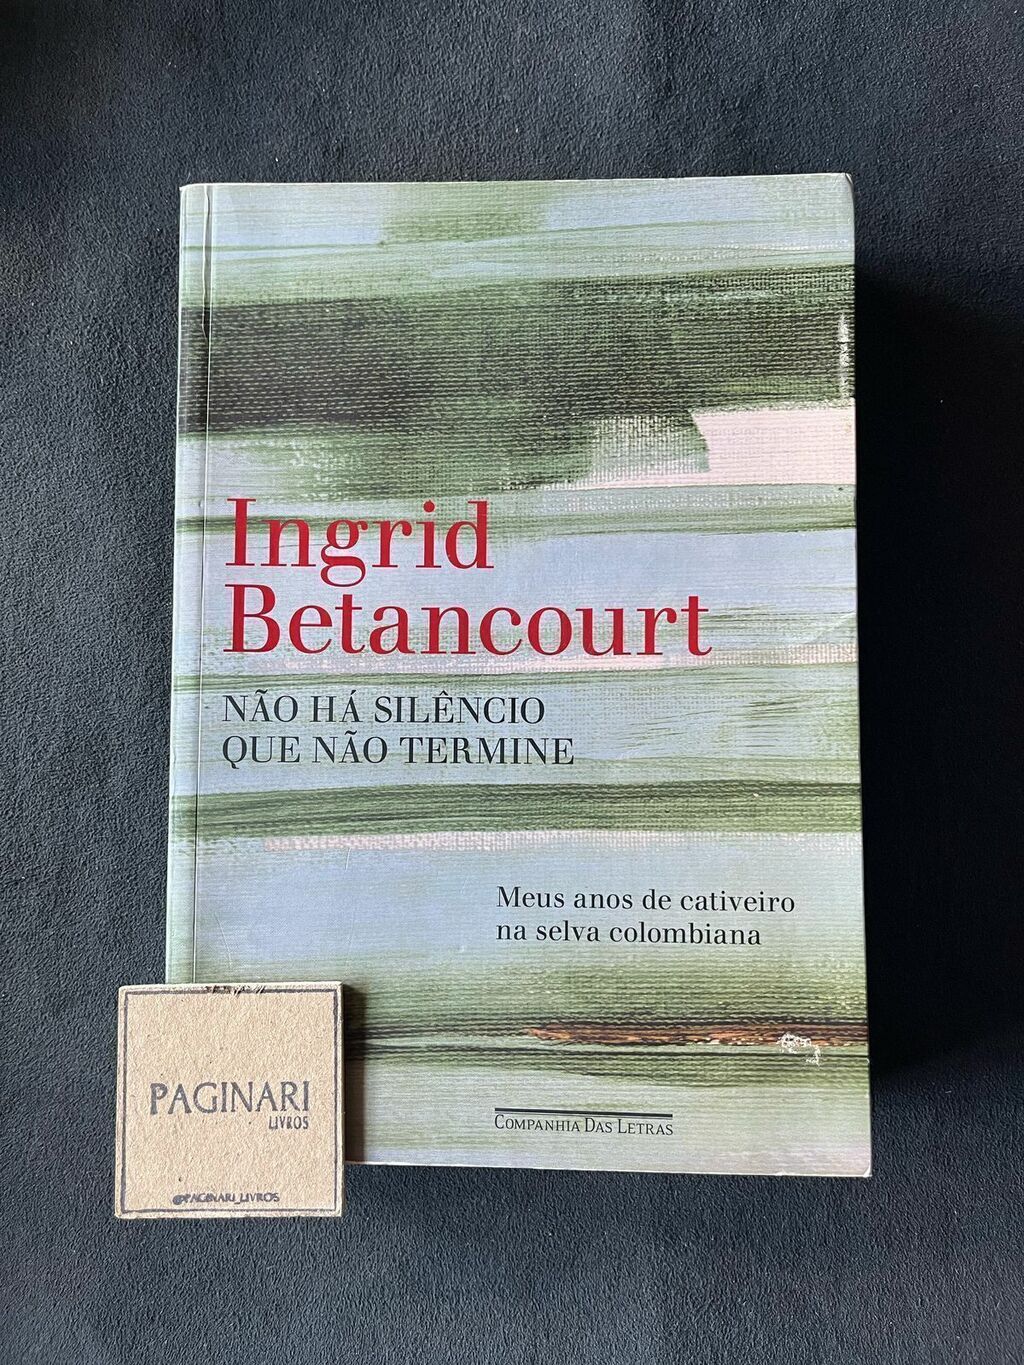 Ingrid
Betancourt
NÃO HÁ SILÊNCIO
QUE NÃO TERMINE
Meus anos de cativeiro
na selva colombiana
COMPANHIA DAS LETRAS
PAGINARI
LIVROS
@PAGINARI_LIVROS